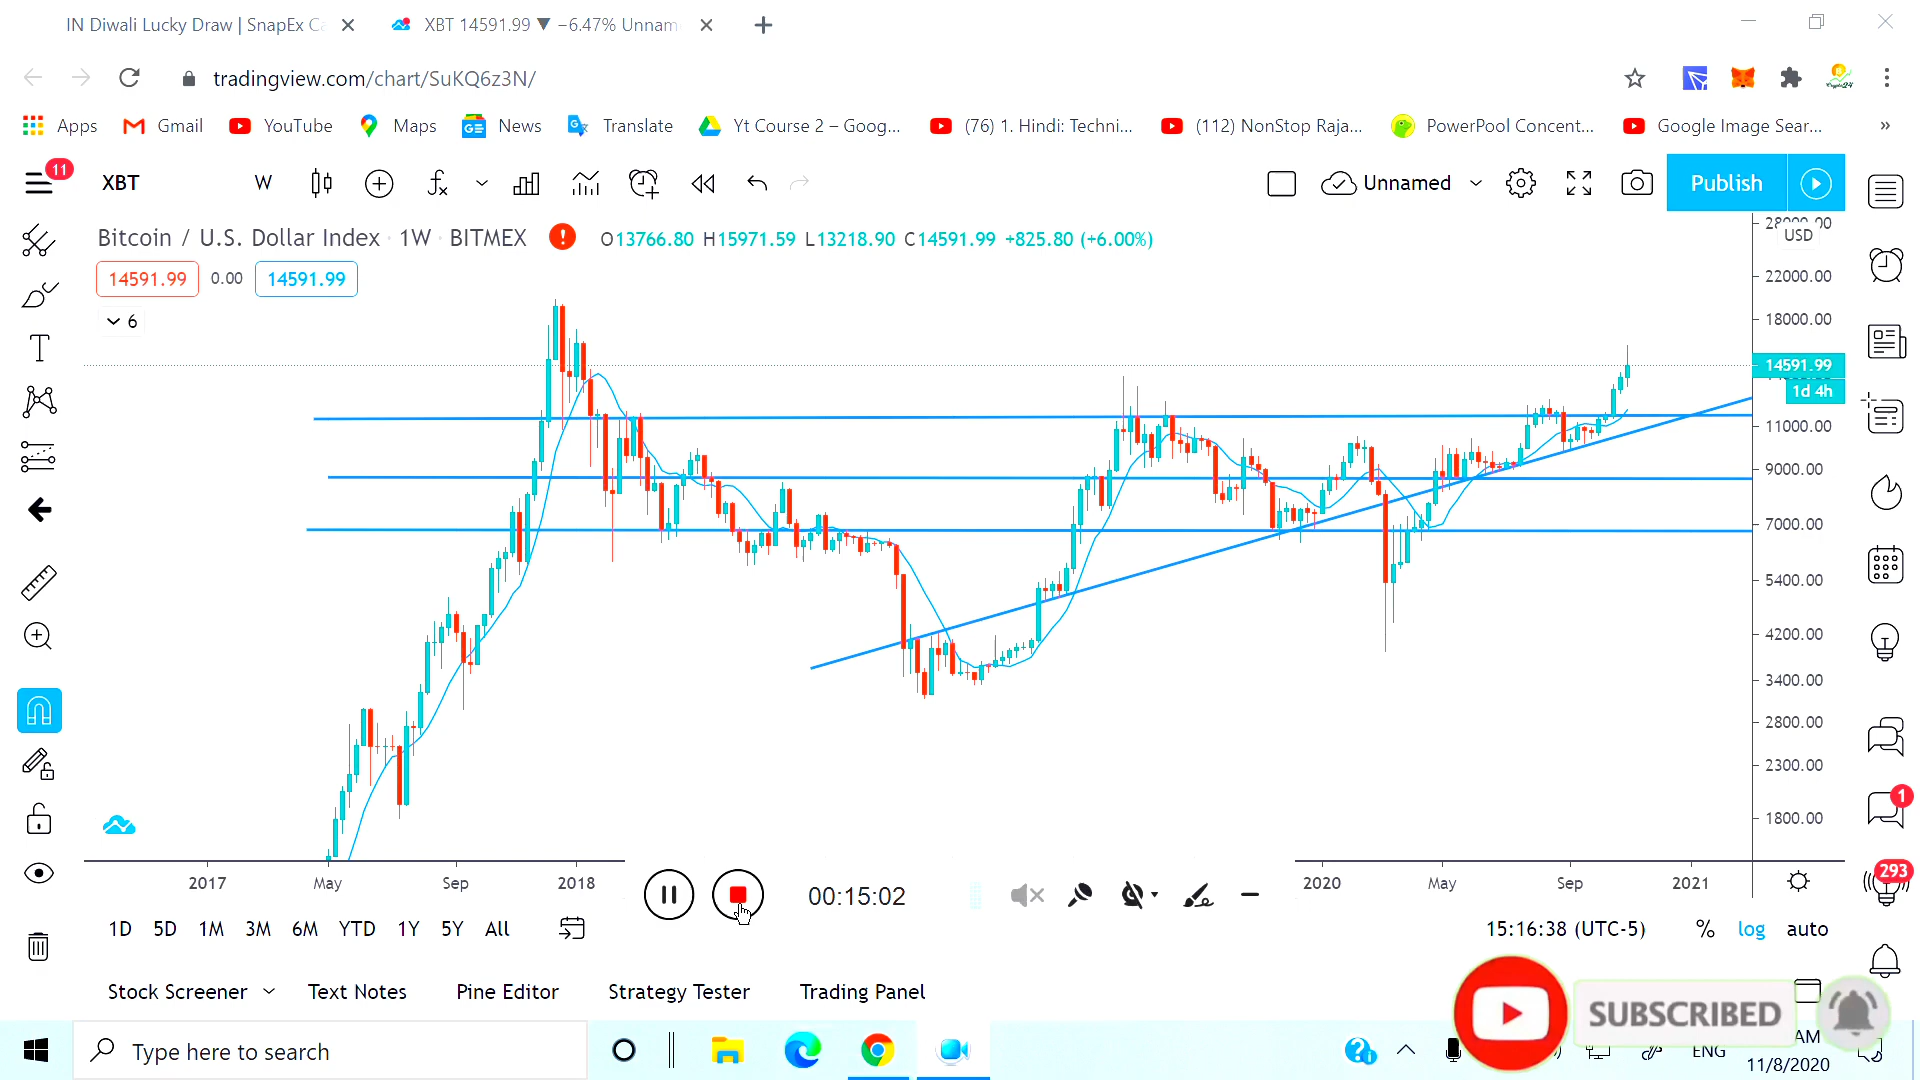 IN Diwali Lucky Draw | SnapEx Ca
XBT 14591.99 ▼ −6.47% Unnam
tradingview.com/chart/SuKQ6z3N/
Apps
Gmail
YouTube
Maps
News
Translate
Yt Course 2 – Goog...
(76) 1. Hindi: Techni...
(112) NonStop Raja...
PowerPool Concent...
Google Image Sear...
»
11
XBT
W
Unnamed
Publish
Bitcoin / U.S. Dollar Index · 1W · BITMEX
O13766.80 H15971.59 L13218.90 C14591.99 +825.80 (+6.00%)
USD
14591.99 0.00 14591.99
6
22000.00
18000.00
14591.99
1d 4h
11000.00
9000.00
7000.00
5400.00
4200.00
3400.00
2800.00
2300.00
1800.00
1
293
2017 May Sep 2018
00:15:02
2020 May Sep 2021
1D 5D 1M 3M 6M YTD 1Y 5Y All
15:16:38 (UTC-5) % log auto
Stock Screener
Text Notes
Pine Editor
Strategy Tester
Trading Panel
SUBSCRIBED
Type here to search
ENG
AM
11/8/2020